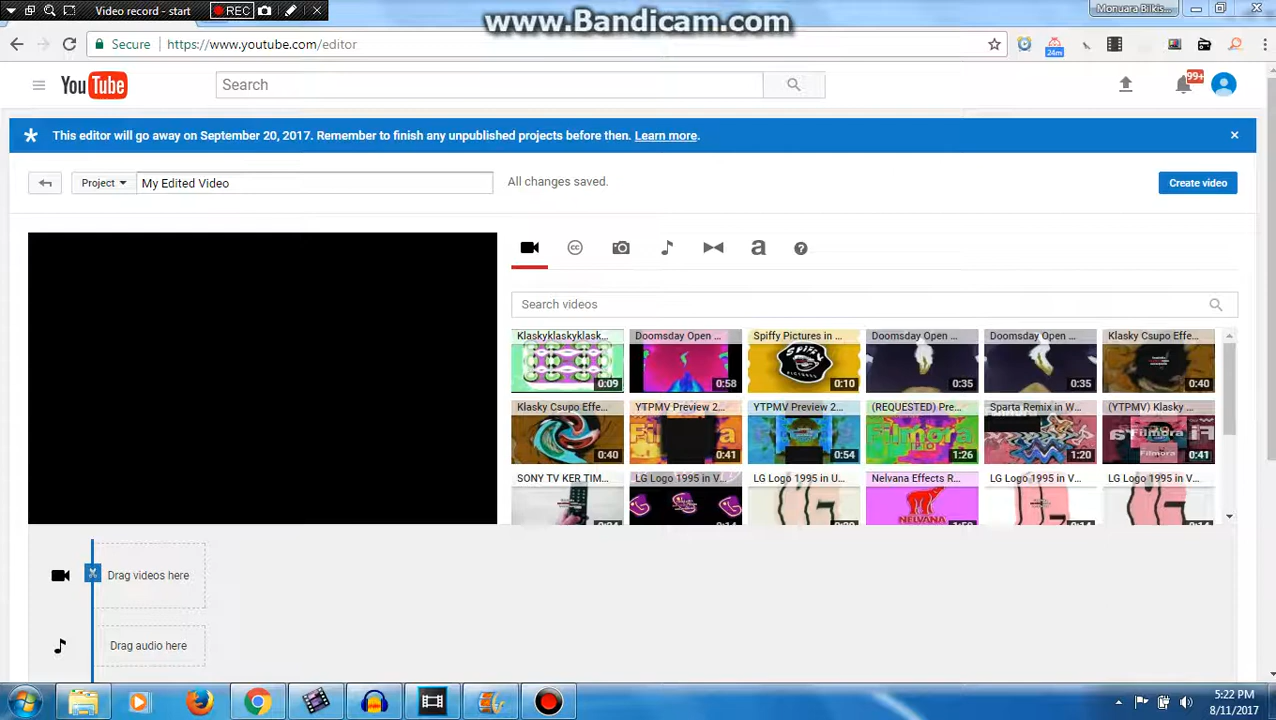 Video record - start
REC
www.Bandicam.com
Monuara Bilkis...
Secure
https://www.youtube.com/editor
24m
YouTube
Search
99+
This editor will go away on September 20, 2017. Remember to finish any unpublished projects before then. Learn more.
Project
My Edited Video
All changes saved.
Create video
cc
a
?
Search videos
Klaskyklaskyklask...
Doomsday Open ...
Spiffy Pictures in ...
Doomsday Open ...
Doomsday Open ...
Klasky Csupo Effe...
SPIFFY
PICTURES
0:09
0:58
0:10
0:35
0:35
0:40
Klasky Csupo Effe...
YTPMV Preview 2...
YTPMV Preview 2...
(REQUESTED) Pre...
Sparta Remix in W...
(YTPMV) Klasky ...
Filmora
Filmora
0:40
0:41
0:54
1:26
1:20
0:41
SONY TV KER TIM...
LG Logo 1995 in V...
LG Logo 1995 in U...
Nelvana Effects R...
LG Logo 1995 in V...
LG Logo 1995 in V...
NELVANA
Drag videos here
Drag audio here
5:22 PM
8/11/2017